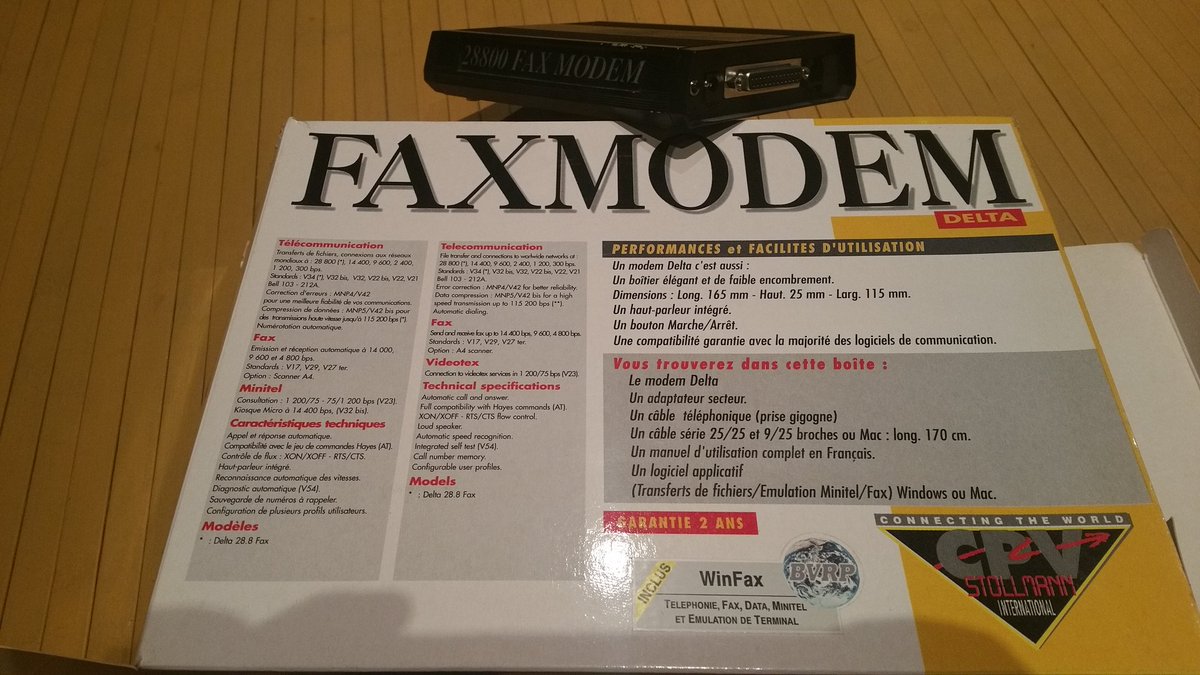 28800 FAX MODEM
FAXMODEM
DELTA
Télécommunication
Transferts de fichiers, connexions aux réseaux
mondiaux à : 28 800 (*), 14 400, 9 600, 2 400,
1 200, 300 bps.
Standards : V34 (*), V32 bis, V32, V22 bis, V22, V21
Bell 103 - 212A.
Correction d'erreurs : MNP4/V42
pour une meilleure fiabilité de vos communications.
Compression de données : MNP5/V42 bis pour
des transmissions haute vitesse jusqu'à 115 200 bps (*).
Numérotation automatique.
Fax
Emission et réception automatique à 14 000,
9 600 et 4 800 bps.
Standards : V17, V29, V27 ter.
Option : Scanner A4.
Minitel
Consultation : 1 200/75 - 75/1 200 bps (V23).
Kiosque Micro à 14 400 bps, (V32 bis).
Caractéristiques techniques
Appel et réponse automatique.
Compatibilité avec le jeu de commandes Hayes (AT).
Contrôle de flux : XON/XOFF - RTS/CTS.
Haut-parleur intégré.
Reconnaissance automatique des vitesses.
Diagnostic automatique (V54).
Sauvegarde de numéros à rappeler.
Configuration de plusieurs profils utilisateurs.
Modèles
* : Delta 28.8 Fax
Telecommunication
File transfer and connections to worlwide networks at :
28 800 (*), 14 400, 9 600, 2 400, 1 200, 300 bps.
Standards : V34 (*), V32 bis, V32, V22 bis, V22, V21
Bell 103 - 212A.
Error correction : MNP4/V42 for better reliability.
Data compression : MNP5/V42 bis for a high
speed transmission up to 115 200 bps (**).
Automatic dialing.
Fax
Send and receive fax up to 14 400 bps, 9 600, 4 800 bps.
Standards : V17, V29, V27 ter.
Option : A4 scanner.
Videotex
Connection to videotex services in 1 200/75 bps (V23).
Technical specifications
Automatic call and answer.
Full compatibility with Hayes commands (AT).
XON/XOFF - RTS/CTS flow control.
Loud speaker.
Automatic speed recognition.
Integrated self test (V54).
Call number memory.
Configurable user profiles.
Models
* : Delta 28.8 Fax
PERFORMANCES et FACILITES D'UTILISATION
Un modem Delta c'est aussi :
Un boîtier élégant et de faible encombrement.
Dimensions : Long. 165 mm - Haut. 25 mm - Larg. 115 mm.
Un haut-parleur intégré.
Un bouton Marche/Arrêt.
Une compatibilité garantie avec la majorité des logiciels de communication.
Vous trouverez dans cette boîte :
Le modem Delta
Un adaptateur secteur.
Un câble téléphonique (prise gigogne)
Un câble série 25/25 et 9/25 broches ou Mac : long. 170 cm.
Un manuel d'utilisation complet en Français.
Un logiciel applicatif
(Transferts de fichiers/Emulation Minitel/Fax) Windows ou Mac.
GARANTIE 2 ANS
INCLUS
WinFax
BVRP
TELEPHONIE, FAX, DATA, MINITEL
ET EMULATION DE TERMINAL
CONNECTING THE WORLD
CPV
STOLLMANN
INTERNATIONAL